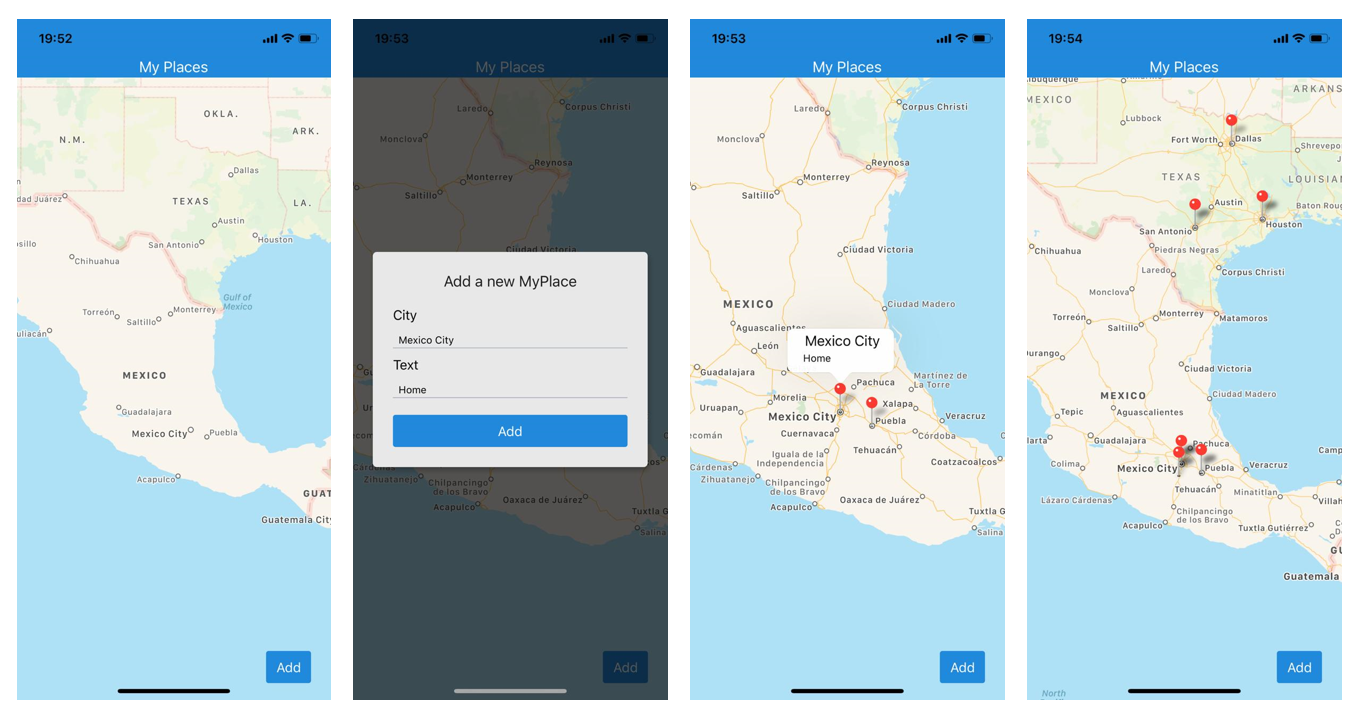 19:52
My Places
OKLA.
ARK.
N.M.
Dallas
dad Juárez
TEXAS
LA.
Austin
San Antonio
Houston
Chihuahua
Gulf of
Mexico
Torreón
Monterrey
Saltillo
MEXICO
Guadalajara
Mexico City
Puebla
Acapulco
GUAT
Guatemala City
Add
19:53
My Places
Laredo
Corpus Christi
Monclova
Reynosa
Monterrey
Saltillo
Ciudad Victoria
Add a new MyPlace
City
Mexico City
Text
Home
Add
Cárdenas
Zihuatanejo
Chilpancingo
de los Bravo
Oaxaca de Juárez
Acapulco
Tuxtla G
Salina
Add
19:53
My Places
Laredo
Corpus Christi
Monclova
Reynosa
Monterrey
Saltillo
Ciudad Victoria
MEXICO
Ciudad Madero
Aguascalientes
Mexico City
Home
León
Guadalajara
Pachuca
Martínez de
La Torre
Morelia
Xalapa
Uruapan
Mexico City
Puebla
Veracruz
Cuernavaca
Córdoba
comán
Iguala de la
Independencia
Tehuacán
Coatzacoalcos
Cárdenas
Zihuatanejo
Chilpancingo
de los Bravo
Oaxaca de Juárez
Acapulco
Tuxtla G
Salina
Add
19:54
My Places
lbuquerque
MEXICO
ARKANS
Lubbock
Fort Worth
Dallas
Shrevepo
TEXAS
LOUISIAN
Austin
Baton Roug
San Antonio
Houston
Chihuahua
Piedras Negras
Laredo
Corpus Christi
Monclova
Torreón
Monterrey
Matamoros
Saltillo
Durango
Ciudad Victoria
MEXICO
Ciudad Madero
Tepic
Aguascalientes
Guadalajara
Pachuca
Colima
Mexico City
Puebla
Veracruz
Camp
Tehuacán
Minatitlan
Lázaro Cárdenas
Villah
Chilpancingo
de los Bravo
Acapulco
Tuxtla Gutiérrez
GU
Guatemala
Add
North